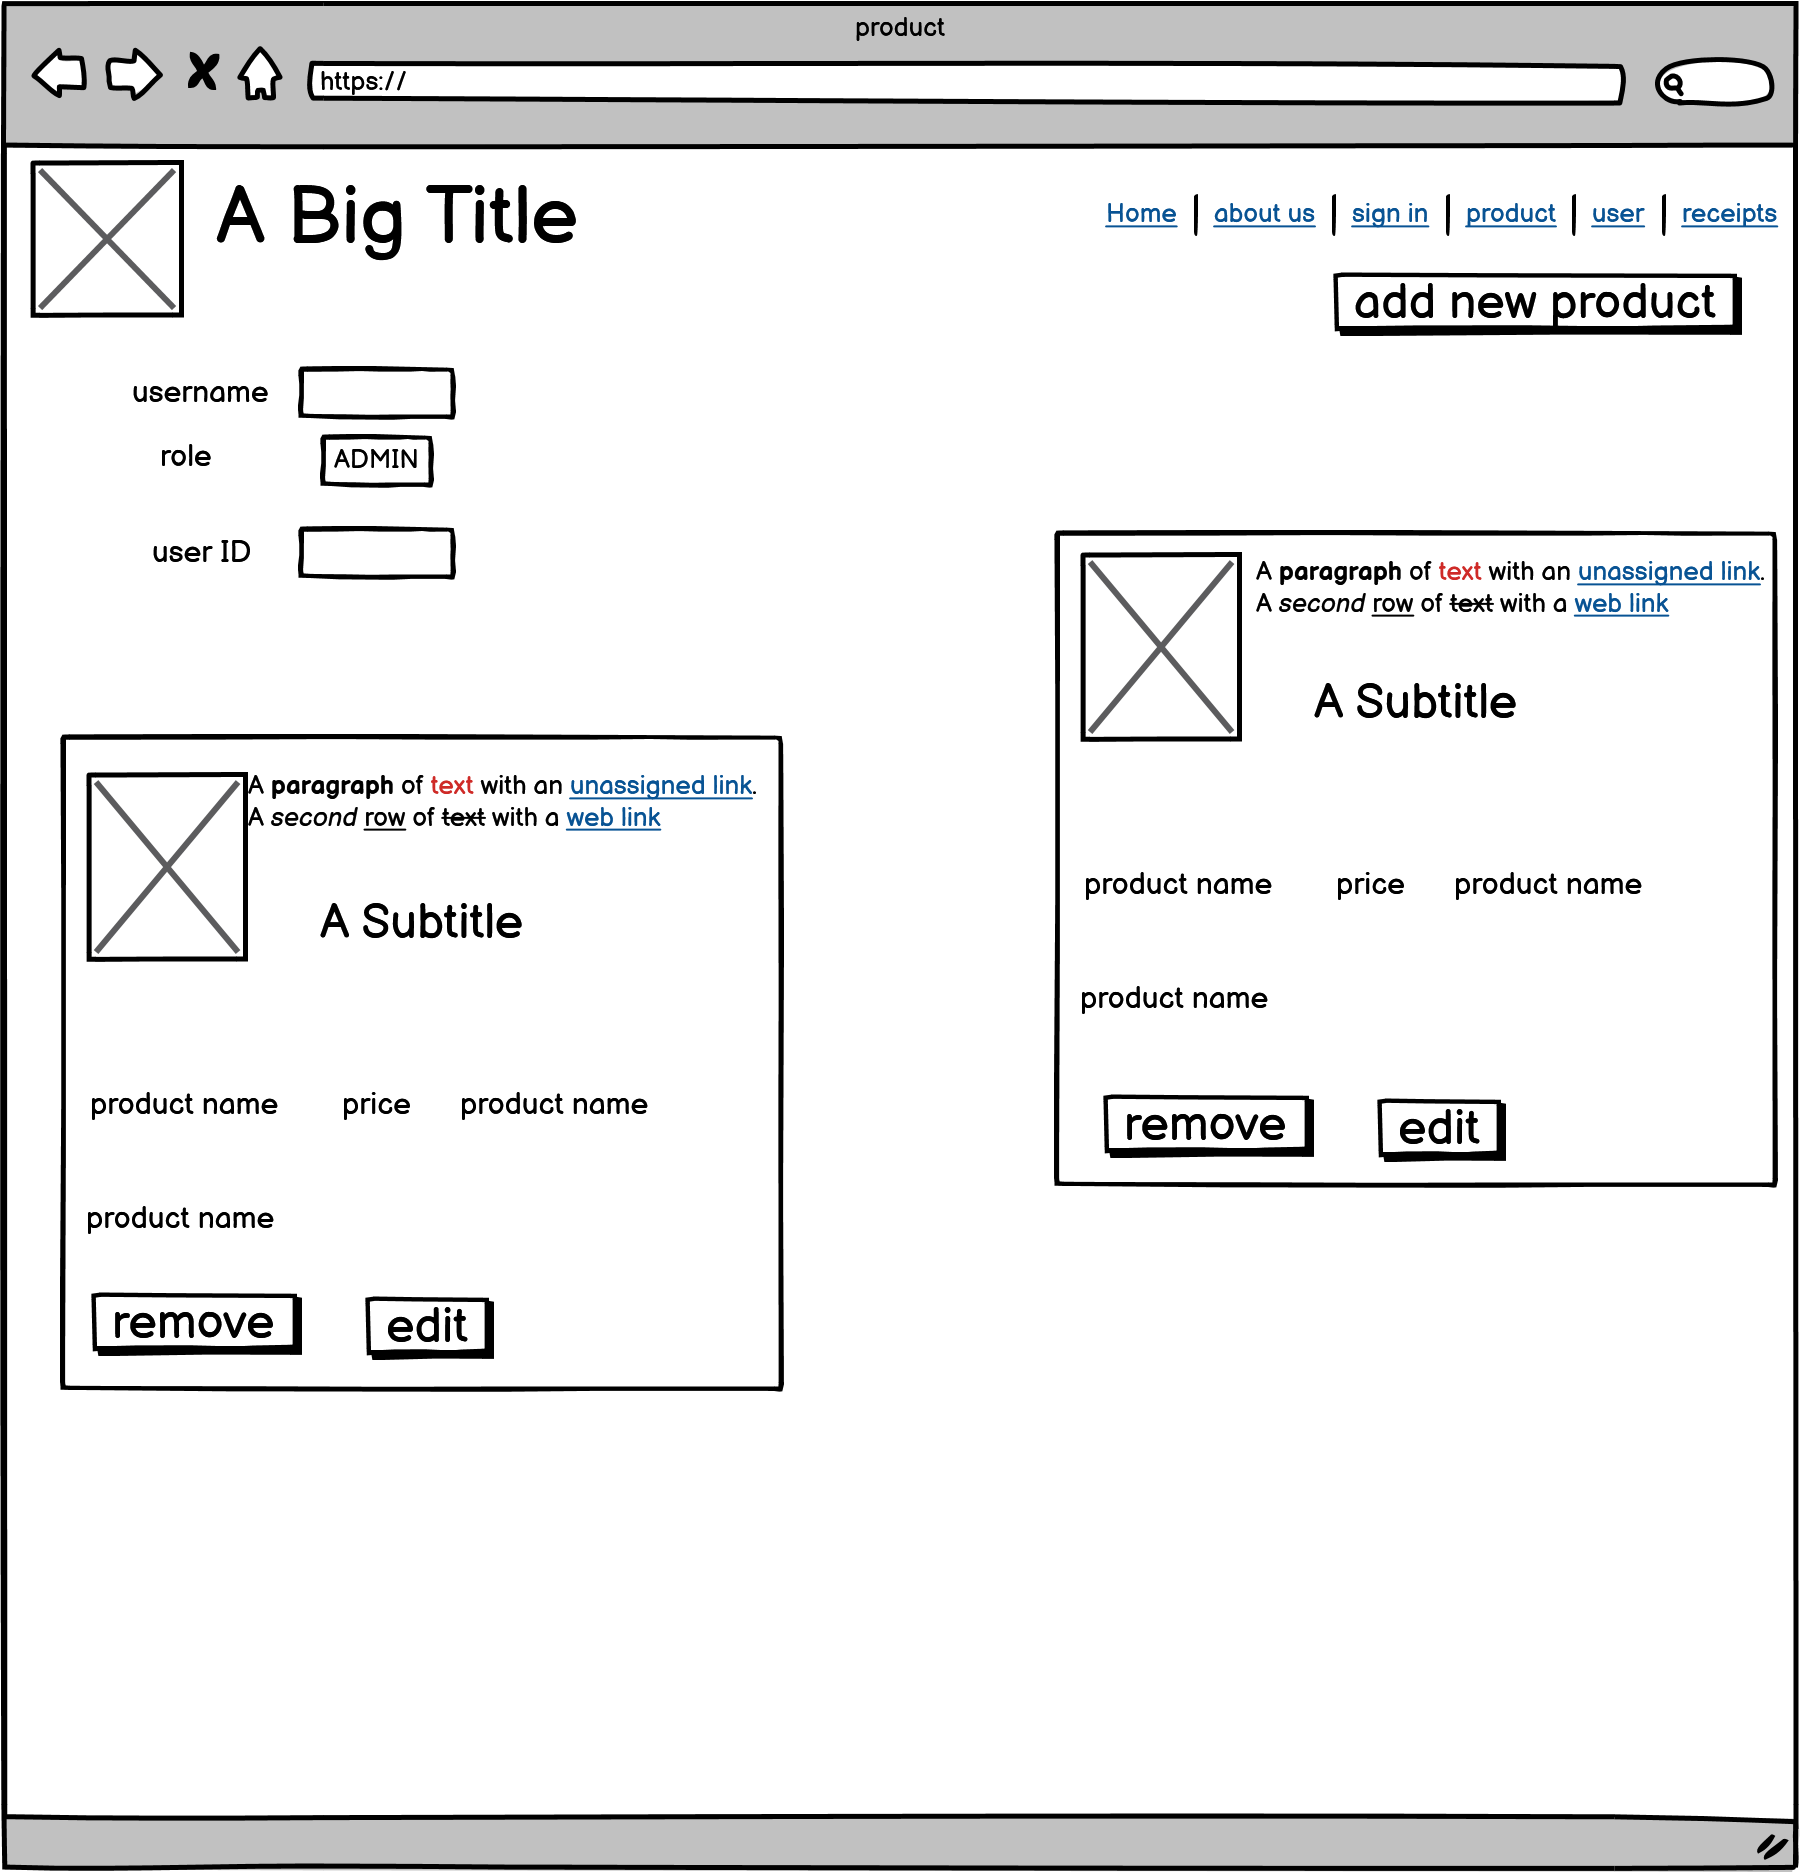 product
https://
A Big Title
Home
about us
sign in
product
user
receipts
add new product
username
role
ADMIN
user ID
A paragraph of text with an unassigned link.
A second row of text with a web link
A Subtitle
product name
price
product name
product name
remove
edit
A paragraph of text with an unassigned link.
A second row of text with a web link
A Subtitle
product name
price
product name
product name
remove
edit